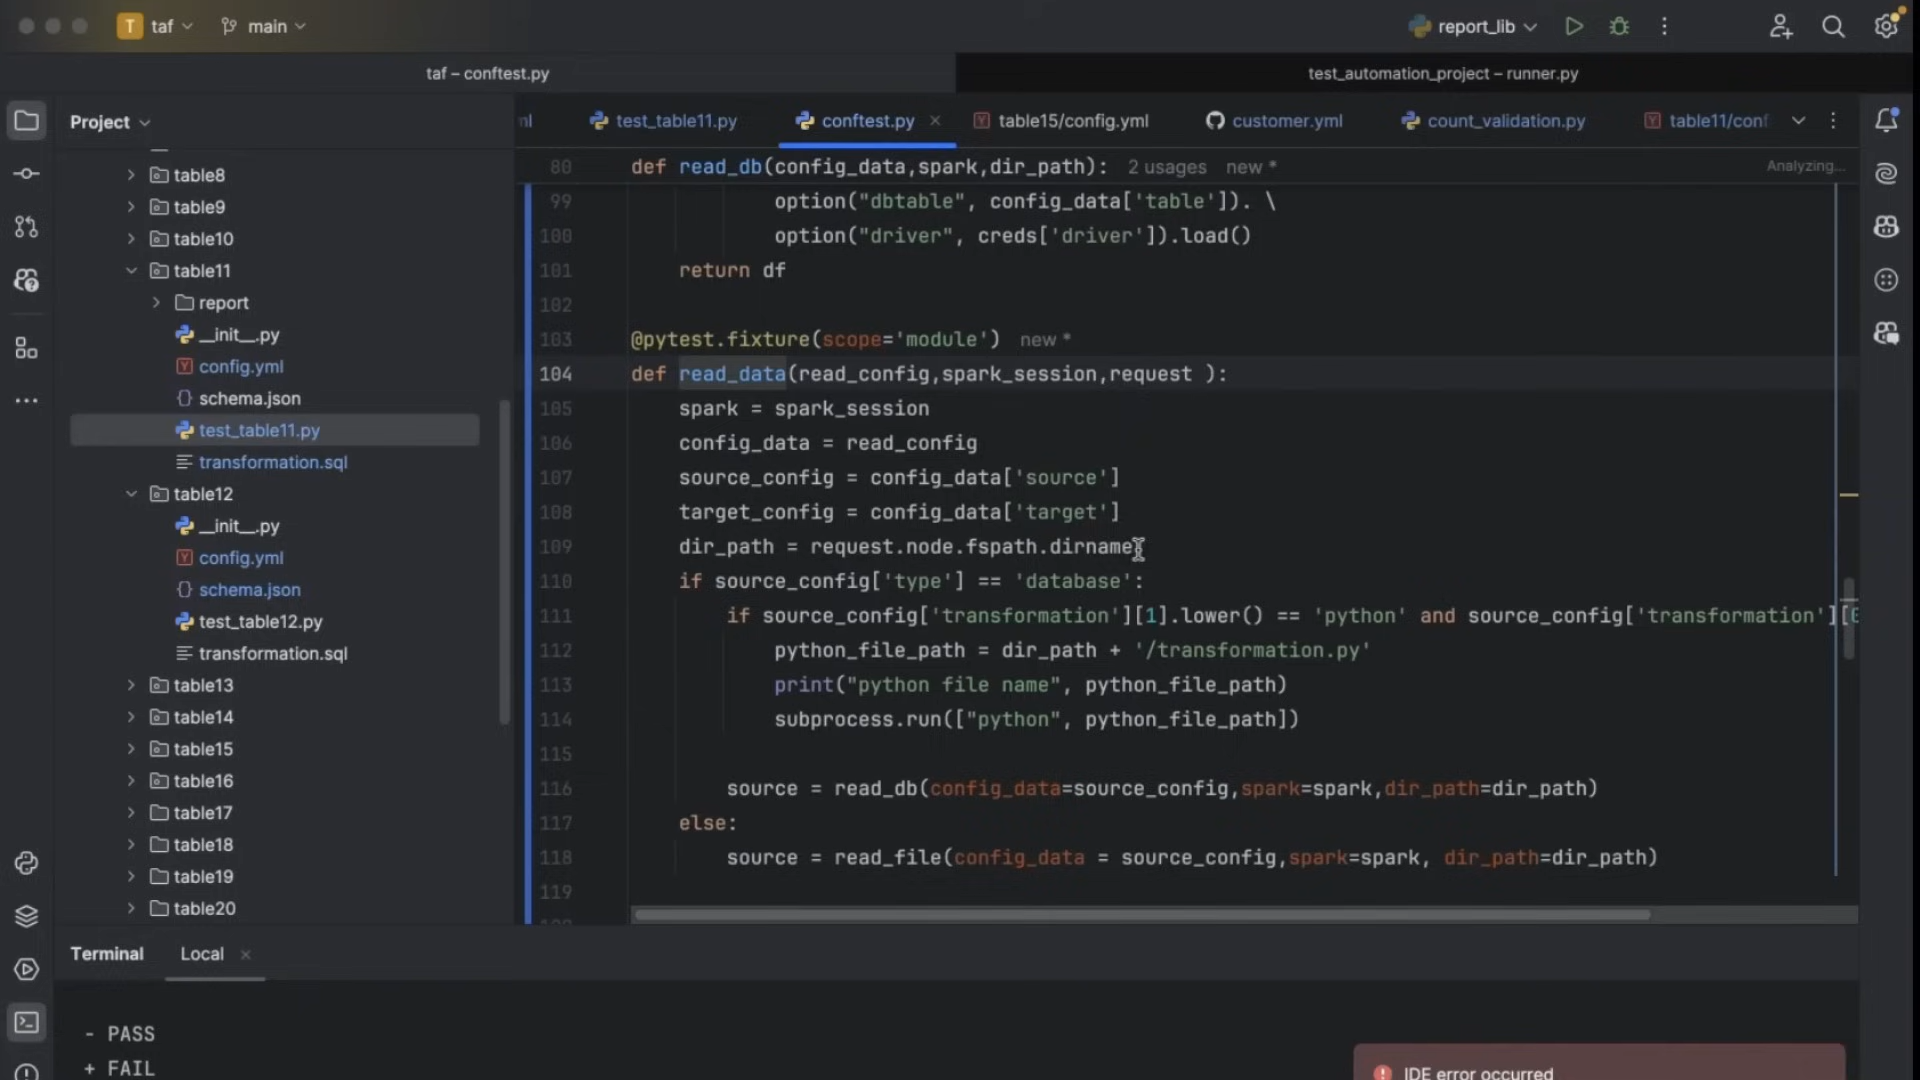 T taf main report_lib
taf – conftest.py test_automation_project – runner.py
Project
nl test_table11.py conftest.py table15/config.yml customer.yml count_validation.py table11/conf
table8
table9
table10
table11
report
__init__.py
config.yml
schema.json
test_table11.py
transformation.sql
table12
__init__.py
config.yml
schema.json
test_table12.py
transformation.sql
table13
table14
table15
table16
table17
table18
table19
table20
80 def read_db(config_data,spark,dir_path): 2 usages new * Analyzing...
99 option("dbtable", config_data['table']). \
100 option("driver", creds['driver']).load()
101 return df
102
103 @pytest.fixture(scope='module') new *
104 def read_data(read_config,spark_session,request ):
105 spark = spark_session
106 config_data = read_config
107 source_config = config_data['source']
108 target_config = config_data['target']
109 dir_path = request.node.fspath.dirname
110 if source_config['type'] == 'database':
111 if source_config['transformation'][1].lower() == 'python' and source_config['transformation'][0
112 python_file_path = dir_path + '/transformation.py'
113 print("python file name", python_file_path)
114 subprocess.run(["python", python_file_path])
115
116 source = read_db(config_data=source_config,spark=spark,dir_path=dir_path)
117 else:
118 source = read_file(config_data = source_config,spark=spark, dir_path=dir_path)
119
Terminal Local
- PASS
+ FAIL
IDE error occurred